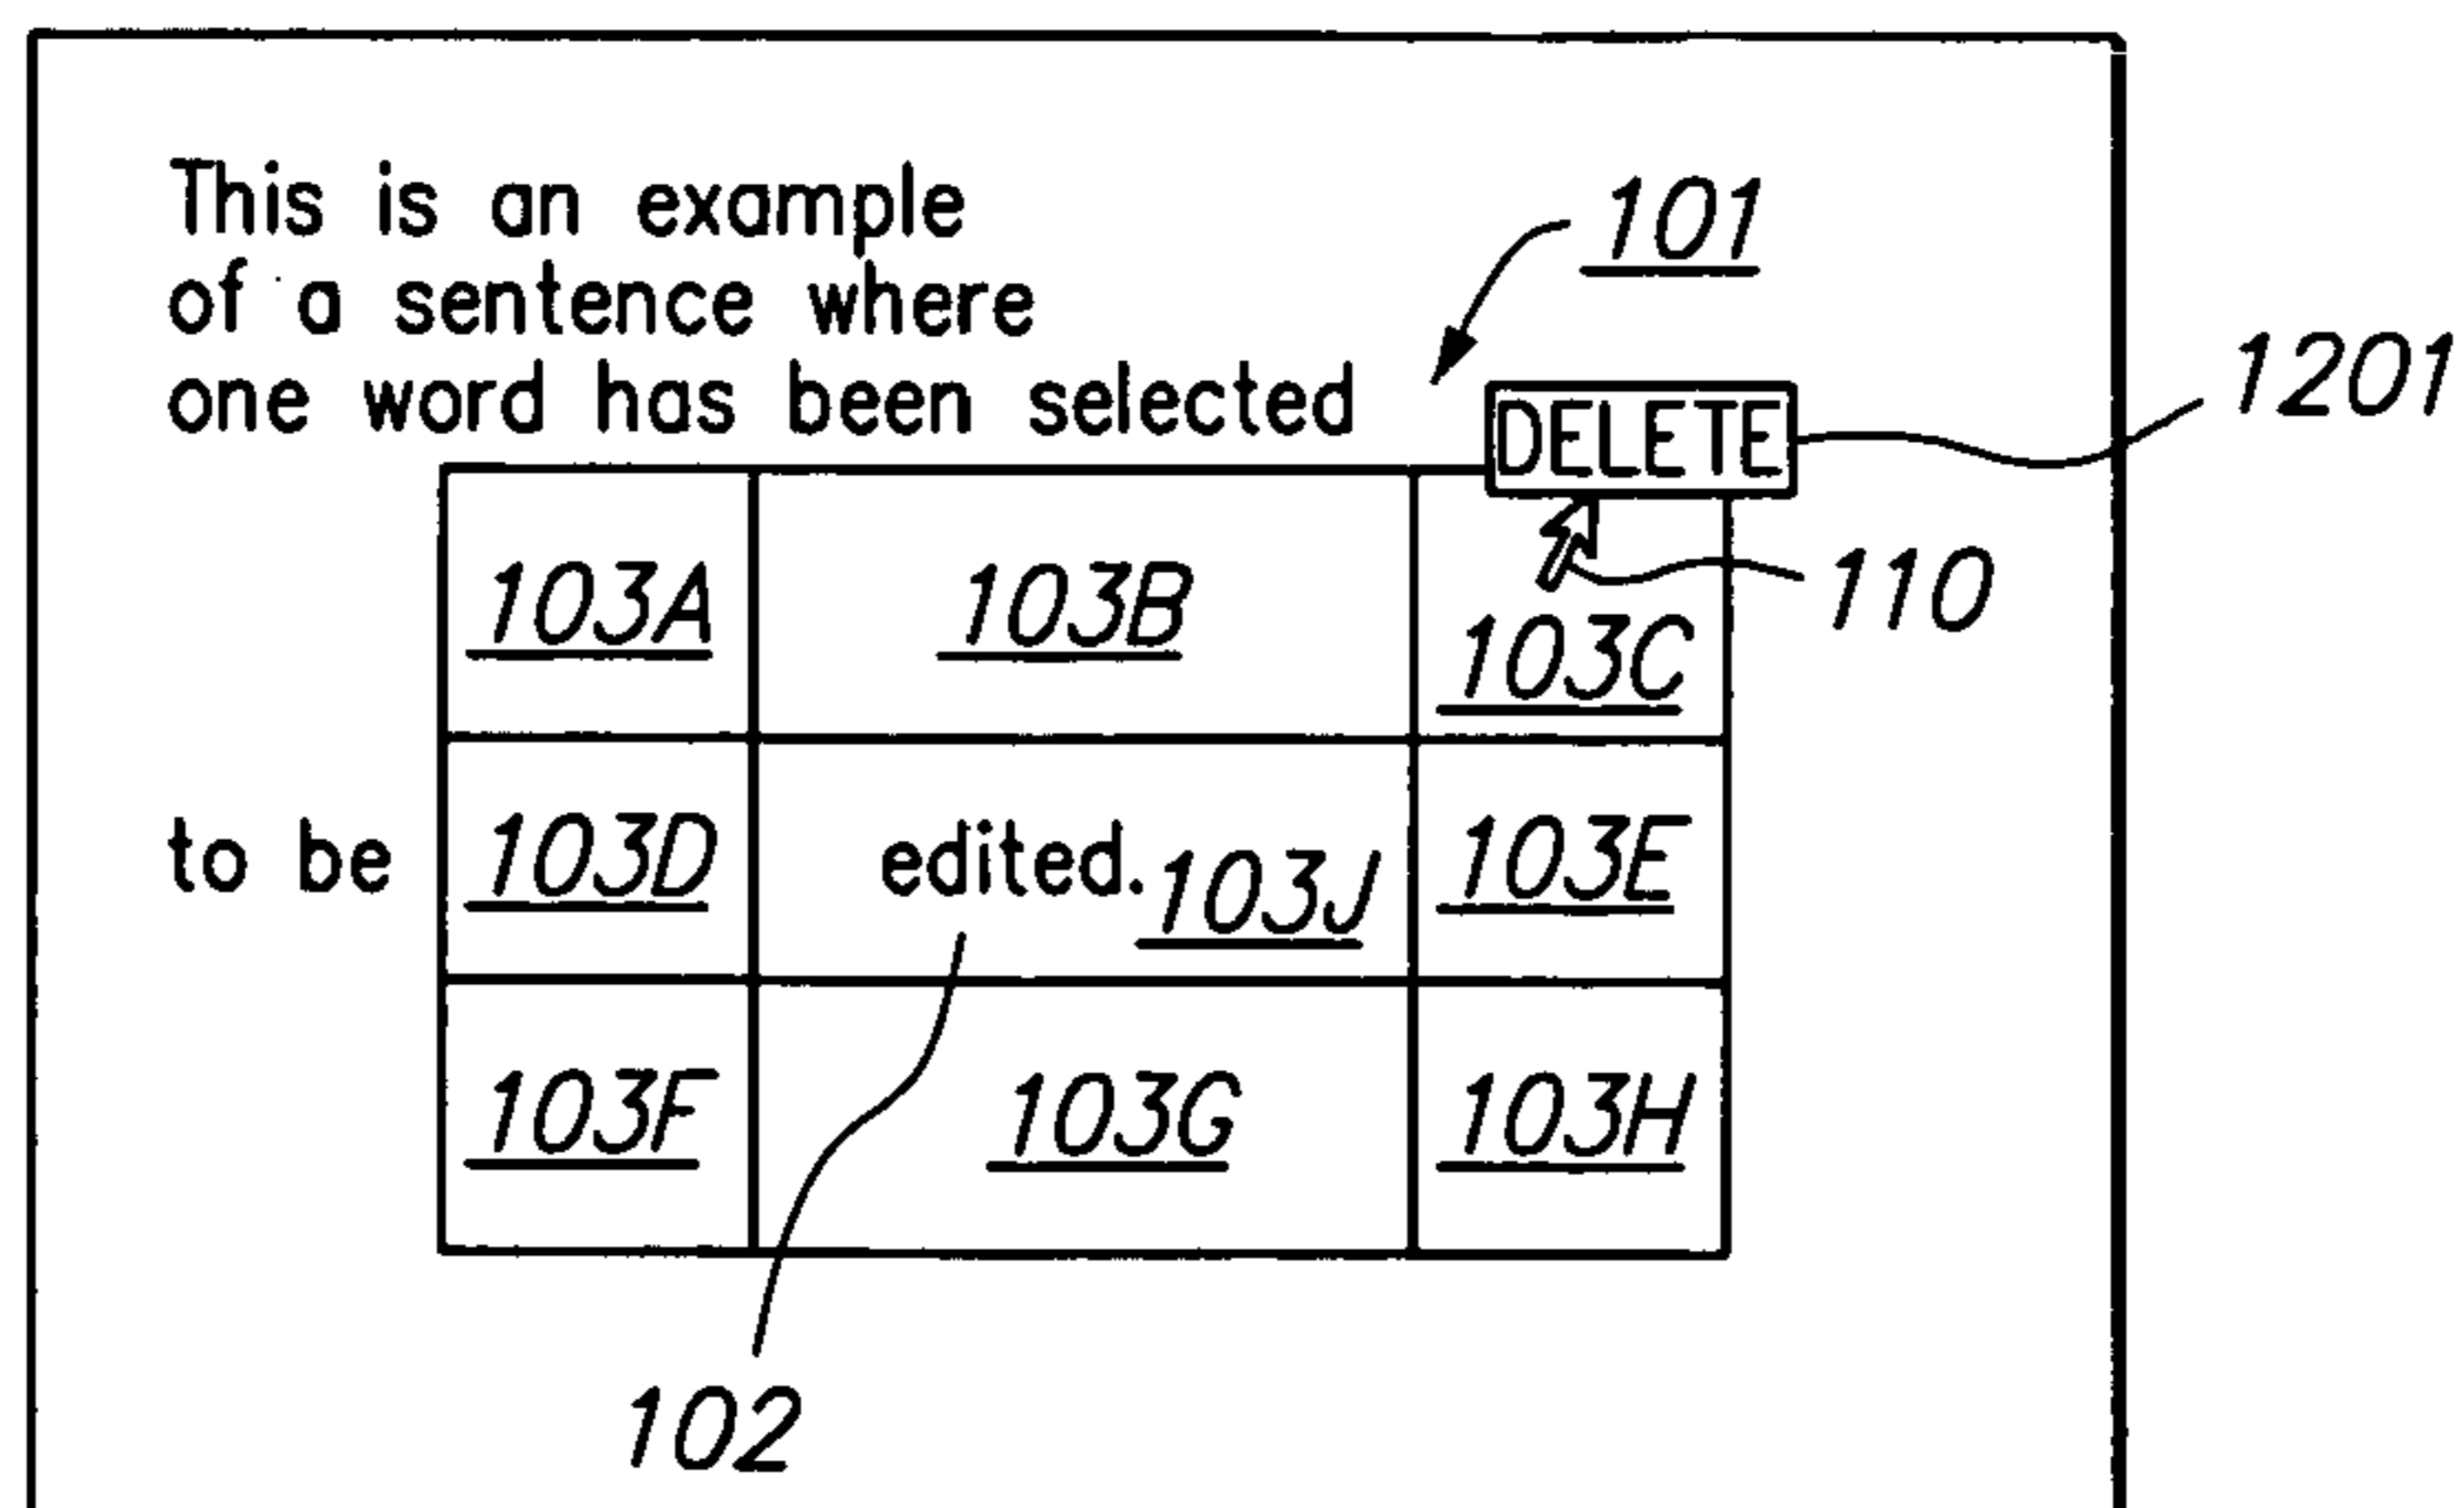 This is an example
101
of a sentence where
1201
one word has been selected
DELETE
110
103A 103B 103C
to be 103D edited. 103J 103E
103F 103G 103H
102